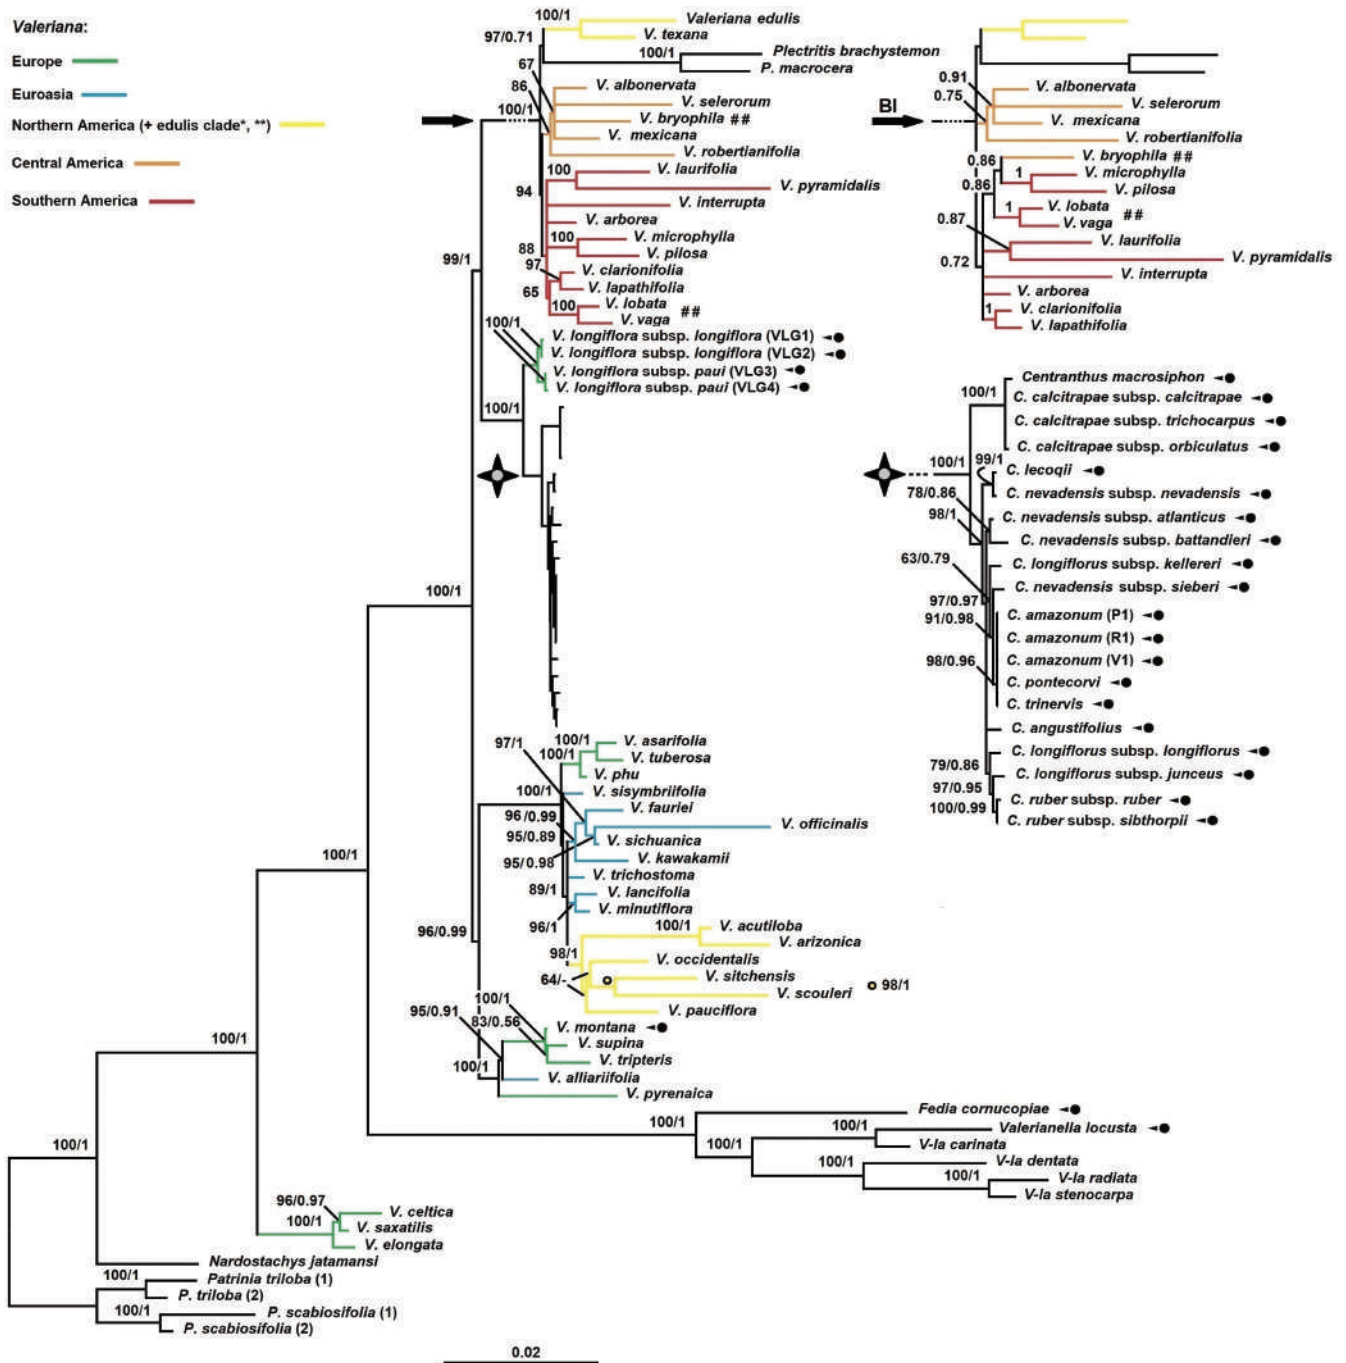 Valeriana:
Europe
Euroasia
Northern America (+ edulis clade*, **)
Central America
Southern America
100/1
Valeriana edulis
V. texana
97/0.71
100/1
Plectritis brachystemon
P. macrocera
67
86
100/1
V. albonervata
V. selerorum
V. bryophila ##
V. mexicana
V. robertianifolia
94
100
V. laurifolia
V. pyramidalis
V. interrupta
V. arborea
88
100
V. microphylla
V. pilosa
97
V. clarionifolia
V. lapathifolia
65
100
V. lobata
##
V. vaga
99/1
100/1
V. longiflora subsp. longiflora (VLG1)
V. longiflora subsp. longiflora (VLG2)
V. longiflora subsp. paui (VLG3)
V. longiflora subsp. paui (VLG4)
100/1
100/1
97/1
100/1
100/1
V. asarifolia
V. tuberosa
V. phu
100/1
V. sisymbriifolia
96/0.99
V. fauriei
V. officinalis
95/0.89
V. sichuanica
95/0.98
V. kawakamii
V. trichostoma
89/1
V. lancifolia
96/1
V. minutiflora
100/1
V. acutiloba
V. arizonica
96/0.99
98/1
V. occidentalis
64/-
V. sitchensis
V. scouleri
98/1
V. pauciflora
95/0.91
100/1
83/0.56
V. montana
V. supina
V. tripteris
100/1
V. alliariifolia
V. pyrenaica
100/1
100/1
100/1
Fedia cornucopiae
100/1
100/1
Valerianella locusta
V-la carinata
100/1
V-la dentata
100/1
V-la radiata
V-la stenocarpa
100/1
96/0.97
100/1
V. celtica
V. saxatilis
V. elongata
Nardostachys jatamansi
100/1
Patrinia triloba (1)
P. triloba (2)
100/1
P. scabiosifolia (1)
P. scabiosifolia (2)
0.02
BI
0.91
0.75
V. albonervata
V. selerorum
V. mexicana
V. robertianifolia
0.86
V. bryophila ##
0.86
1
V. microphylla
V. pilosa
1
V. lobata
##
V. vaga
0.87
V. laurifolia
V. pyramidalis
0.72
V. interrupta
V. arborea
1
V. clarionifolia
V. lapathifolia
100/1
Centranthus macrosiphon
C. calcitrapae subsp. calcitrapae
C. calcitrapae subsp. trichocarpus
C. calcitrapae subsp. orbiculatus
100/1
99/1
C. lecoqii
C. nevadensis subsp. nevadensis
78/0.86
98/1
C. nevadensis subsp. atlanticus
C. nevadensis subsp. battandieri
63/0.79
C. longiflorus subsp. kellereri
C. nevadensis subsp. sieberi
97/0.97
91/0.98
C. amazonum (P1)
C. amazonum (R1)
98/0.96
C. amazonum (V1)
C. pontecorvi
C. trinervis
C. angustifolius
C. longiflorus subsp. longiflorus
79/0.86
C. longiflorus subsp. junceus
97/0.95
100/0.99
C. ruber subsp. ruber
C. ruber subsp. sibthorpii